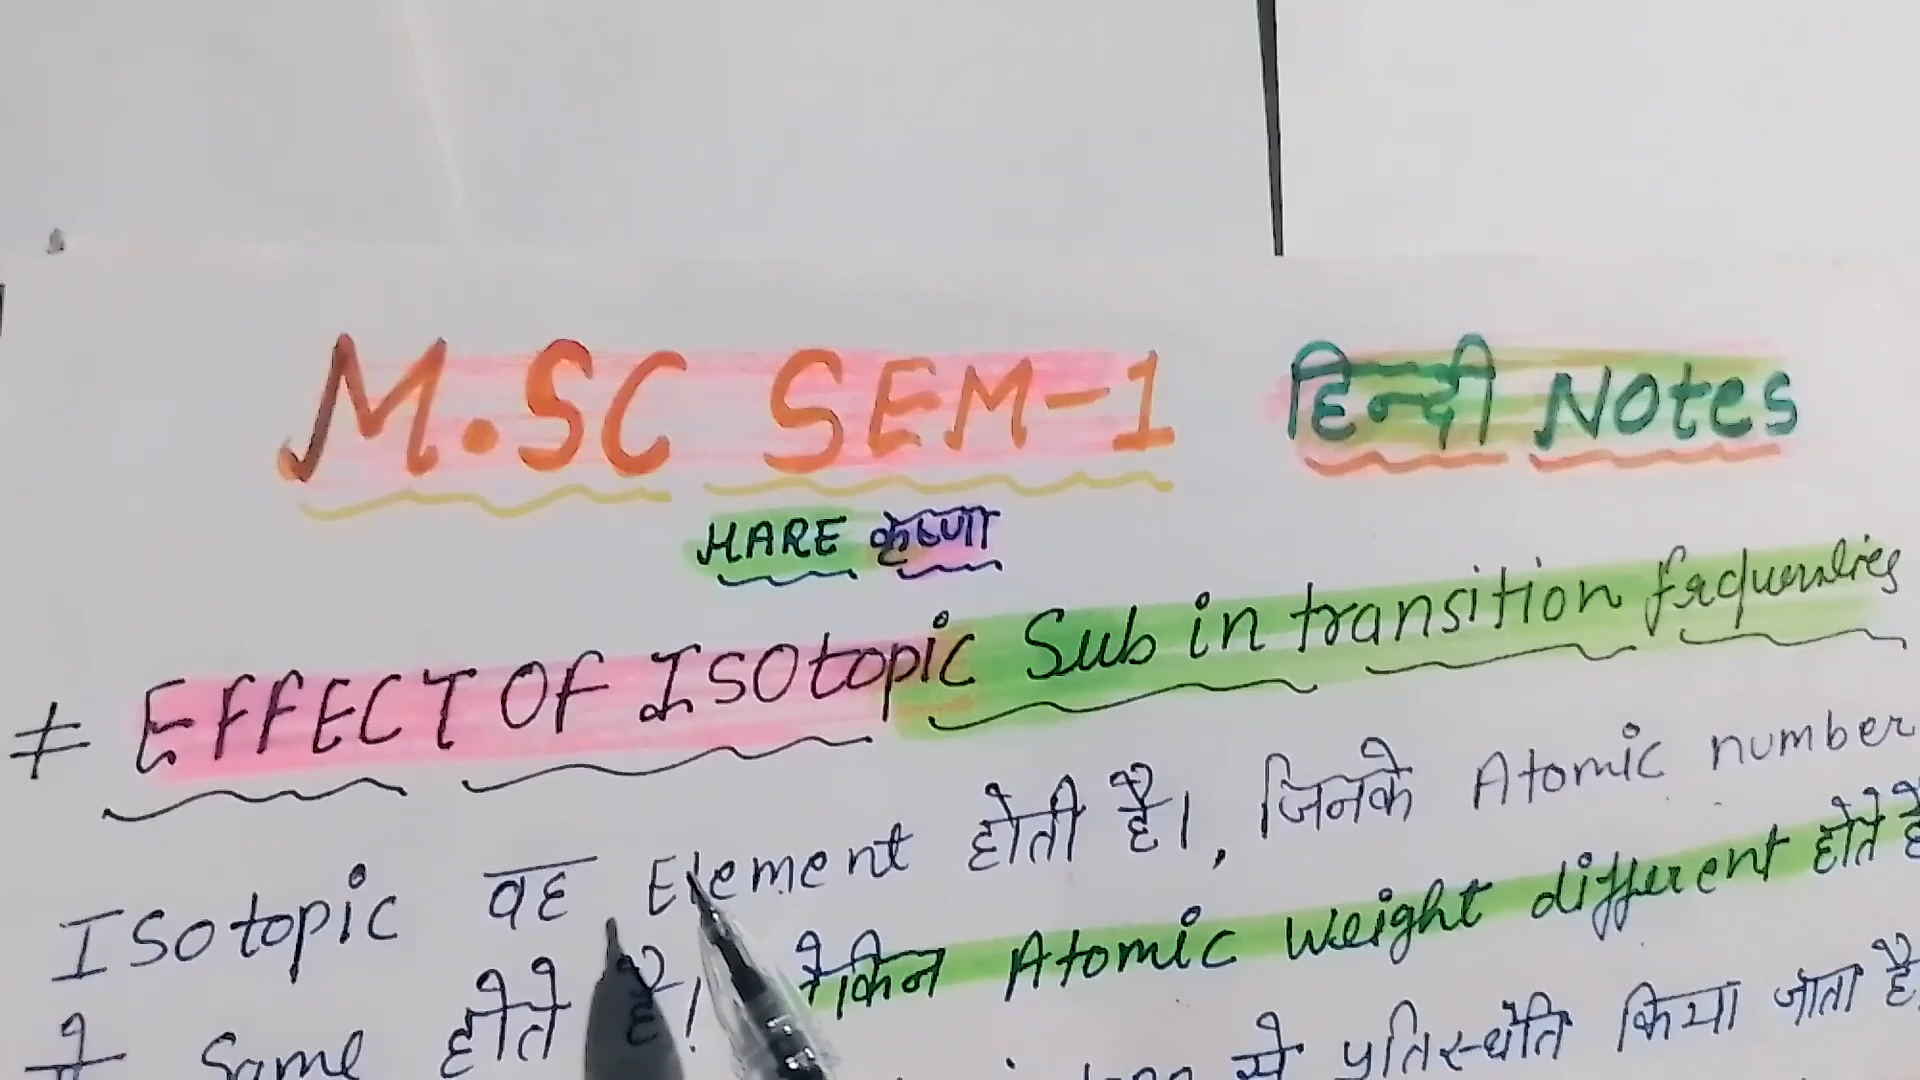 M.SC SEM-1 हिन्दी Notes
HARE कृष्णा
≠ EFFECT OF ISOtopic Sub in transition
ISOtopic वह Element होती है।, जिनके Atomic number
Same होते है! Atomic weight different होते है
से किया जाता है